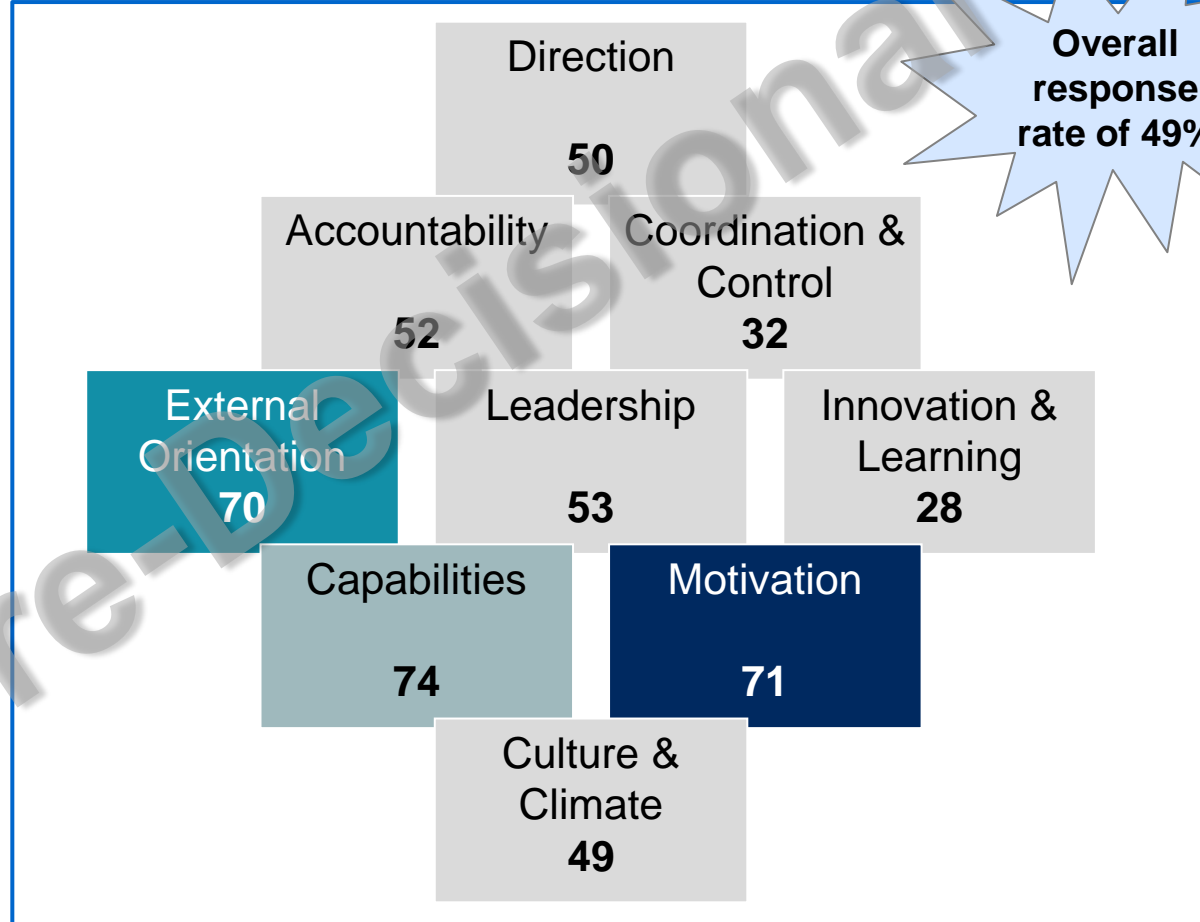 Direction
50
Overall
response
rate of 49%
Accountability
52
Coordination &
Control
32
External
Orientation
70
Leadership
53
Innovation &
Learning
28
Capabilities
74
Motivation
71
Culture &
Climate
49
re-Decisional